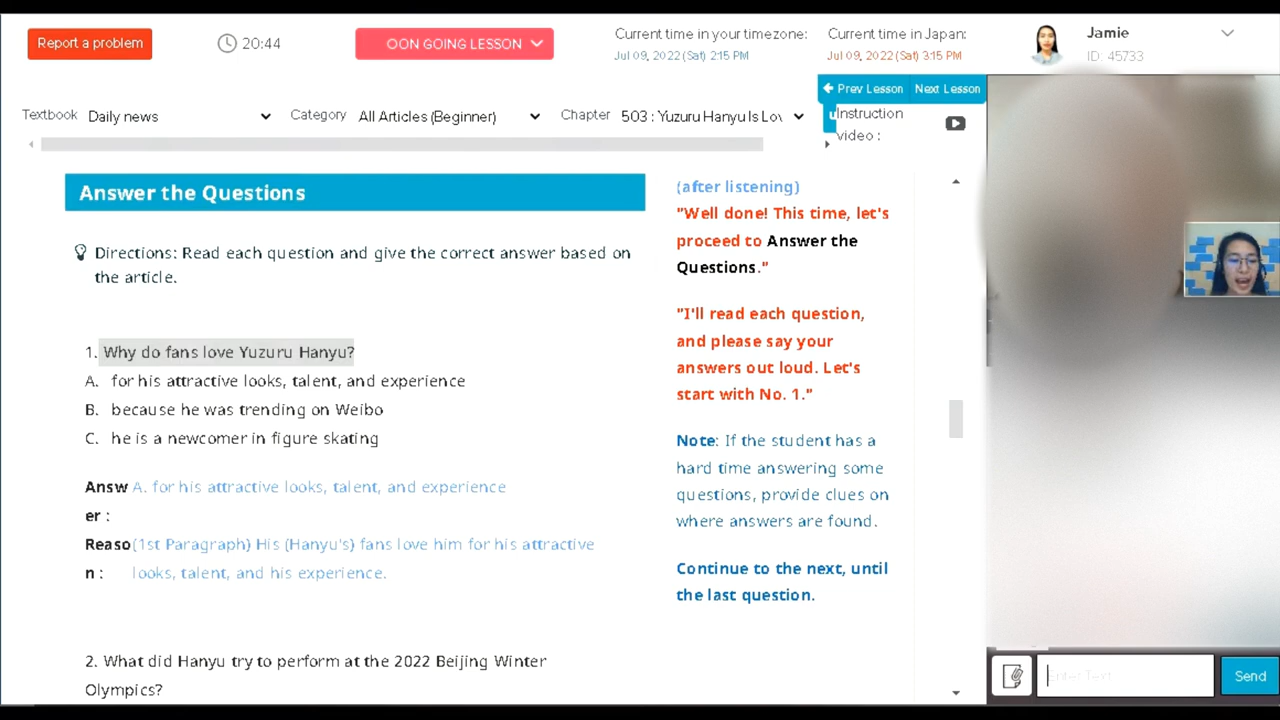 Report a problem
20:44
OON GOING LESSON
Current time in your timezone:
Jul 09, 2022 (Sat) 2:15 PM
Current time in Japan:
Jul 09, 2022 (Sat) 3:15 PM
Jamie
ID: 45733
Prev Lesson
Next Lesson
Textbook Daily news
Category All Articles (Beginner)
Chapter 503 : Yuzuru Hanyu Is Lov
u
Instruction
video :
Answer the Questions
Directions: Read each question and give the correct answer based on
the article.
1. Why do fans love Yuzuru Hanyu?
A. for his attractive looks, talent, and experience
B. because he was trending on Weibo
C. he is a newcomer in figure skating
Answ A. for his attractive looks, talent, and experience
er :
Reaso (1st Paragraph) His (Hanyu's) fans love him for his attractive
n : looks, talent, and his experience.
2. What did Hanyu try to perform at the 2022 Beijing Winter
Olympics?
(after listening)
"Well done! This time, let's
proceed to Answer the
Questions."
"I'll read each question,
and please say your
answers out loud. Let's
start with No. 1."
Note: If the student has a
hard time answering some
questions, provide clues on
where answers are found.
Continue to the next, until
the last question.
Enter Text
Send